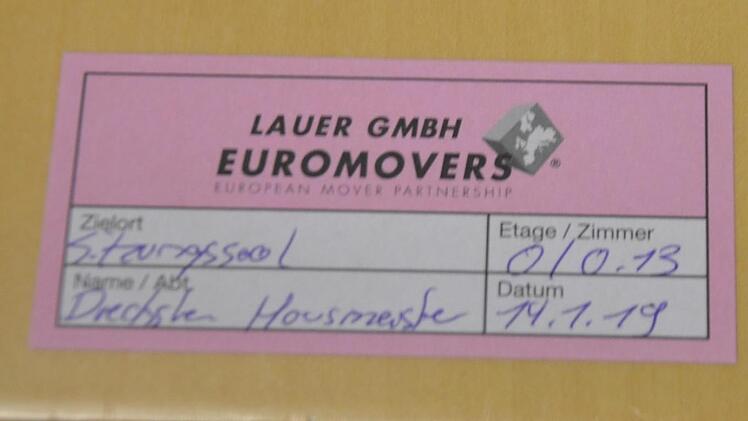 LAUER GMBH
EUROMOVERS®
EUROPEAN MOVER PARTNERSHIP
Zielort
Sitzungssaal
Etage / Zimmer
0/0.13
Name / Abt.
Hausmeister
Datum
14.1.19